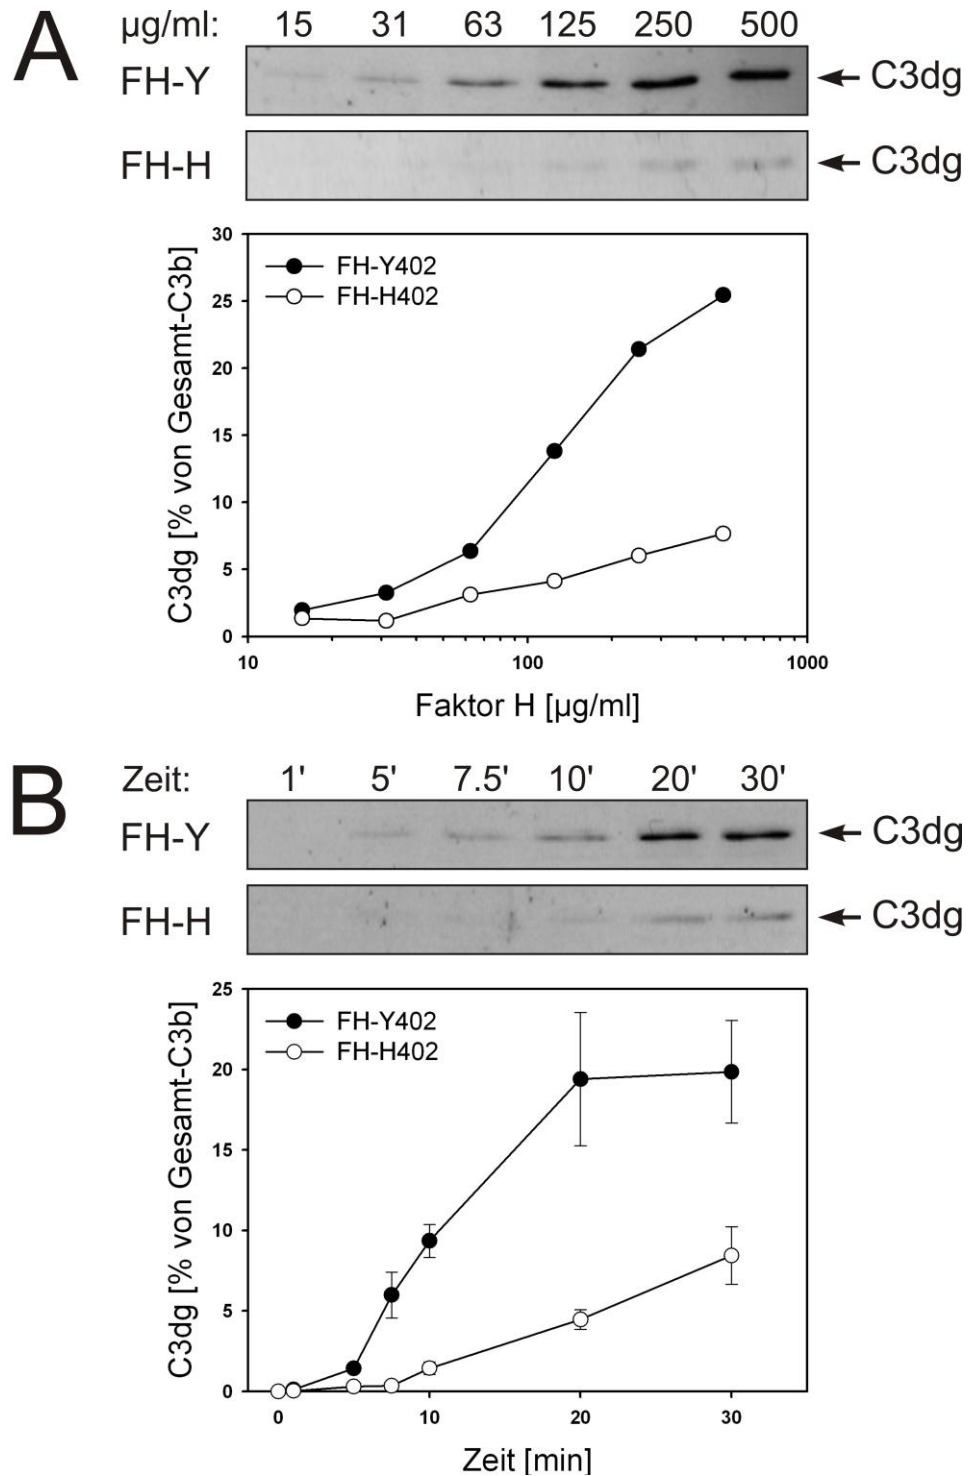 A
µg/ml: 15 31 63 125 250 500
FH-Y C3dg
FH-H C3dg
30
25
20
15
10
5
0
C3dg [% von Gesamt-C3b]
FH-Y402
FH-H402
10 100 1000
Faktor H [µg/ml]
B
Zeit: 1' 5' 7.5' 10' 20' 30'
FH-Y C3dg
FH-H C3dg
25
20
15
10
5
0
C3dg [% von Gesamt-C3b]
FH-Y402
FH-H402
0 10 20 30
Zeit [min]